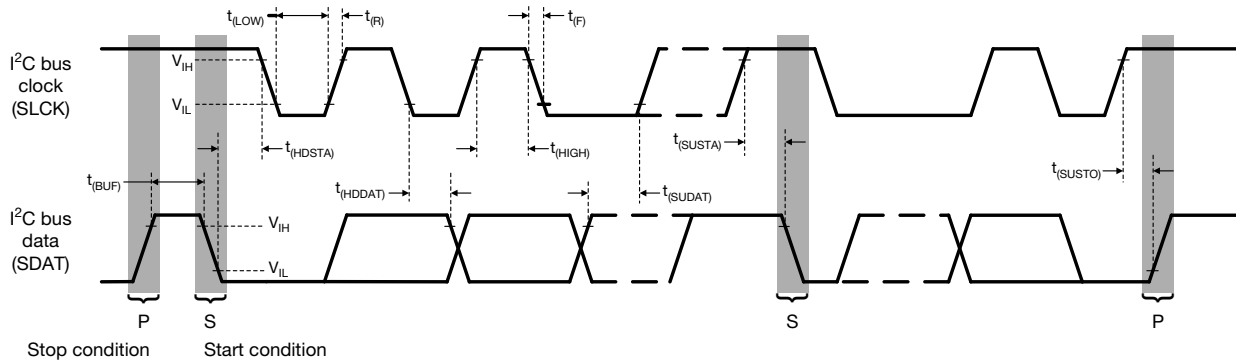 t(LOW)
t(R)
t(F)
I²C bus
clock
(SLCK)
VIH
VIL
t(HDSTA)
t(HIGH)
t(SUSTA)
t(SUSTO)
t(BUF)
t(HDDAT)
t(SUDAT)
I²C bus
data
(SDAT)
VIH
VIL
P
S
S
P
Stop condition
Start condition